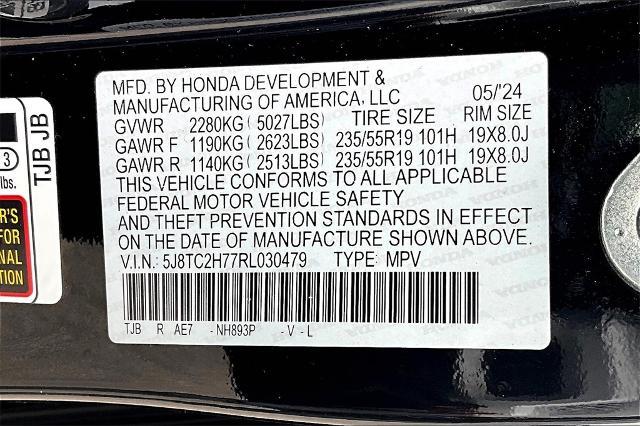 MFD. BY HONDA DEVELOPMENT &
MANUFACTURING OF AMERICA, LLC 05/'24
GVWR 2280KG (5027LBS) TIRE SIZE RIM SIZE
GAWR F 1190KG (2623LBS) 235/55R19 101H 19X8.0J
GAWR R 1140KG (2513LBS) 235/55R19 101H 19X8.0J
THIS VEHICLE CONFORMS TO ALL APPLICABLE
FEDERAL MOTOR VEHICLE SAFETY
AND THEFT PREVENTION STANDARDS IN EFFECT
ON THE DATE OF MANUFACTURE SHOWN ABOVE.
V.I.N: 5J8TC2H77RL030479 TYPE: MPV
TJB R AE7 - NH893P - V - L
TJB JB
3
lbs.
FOR